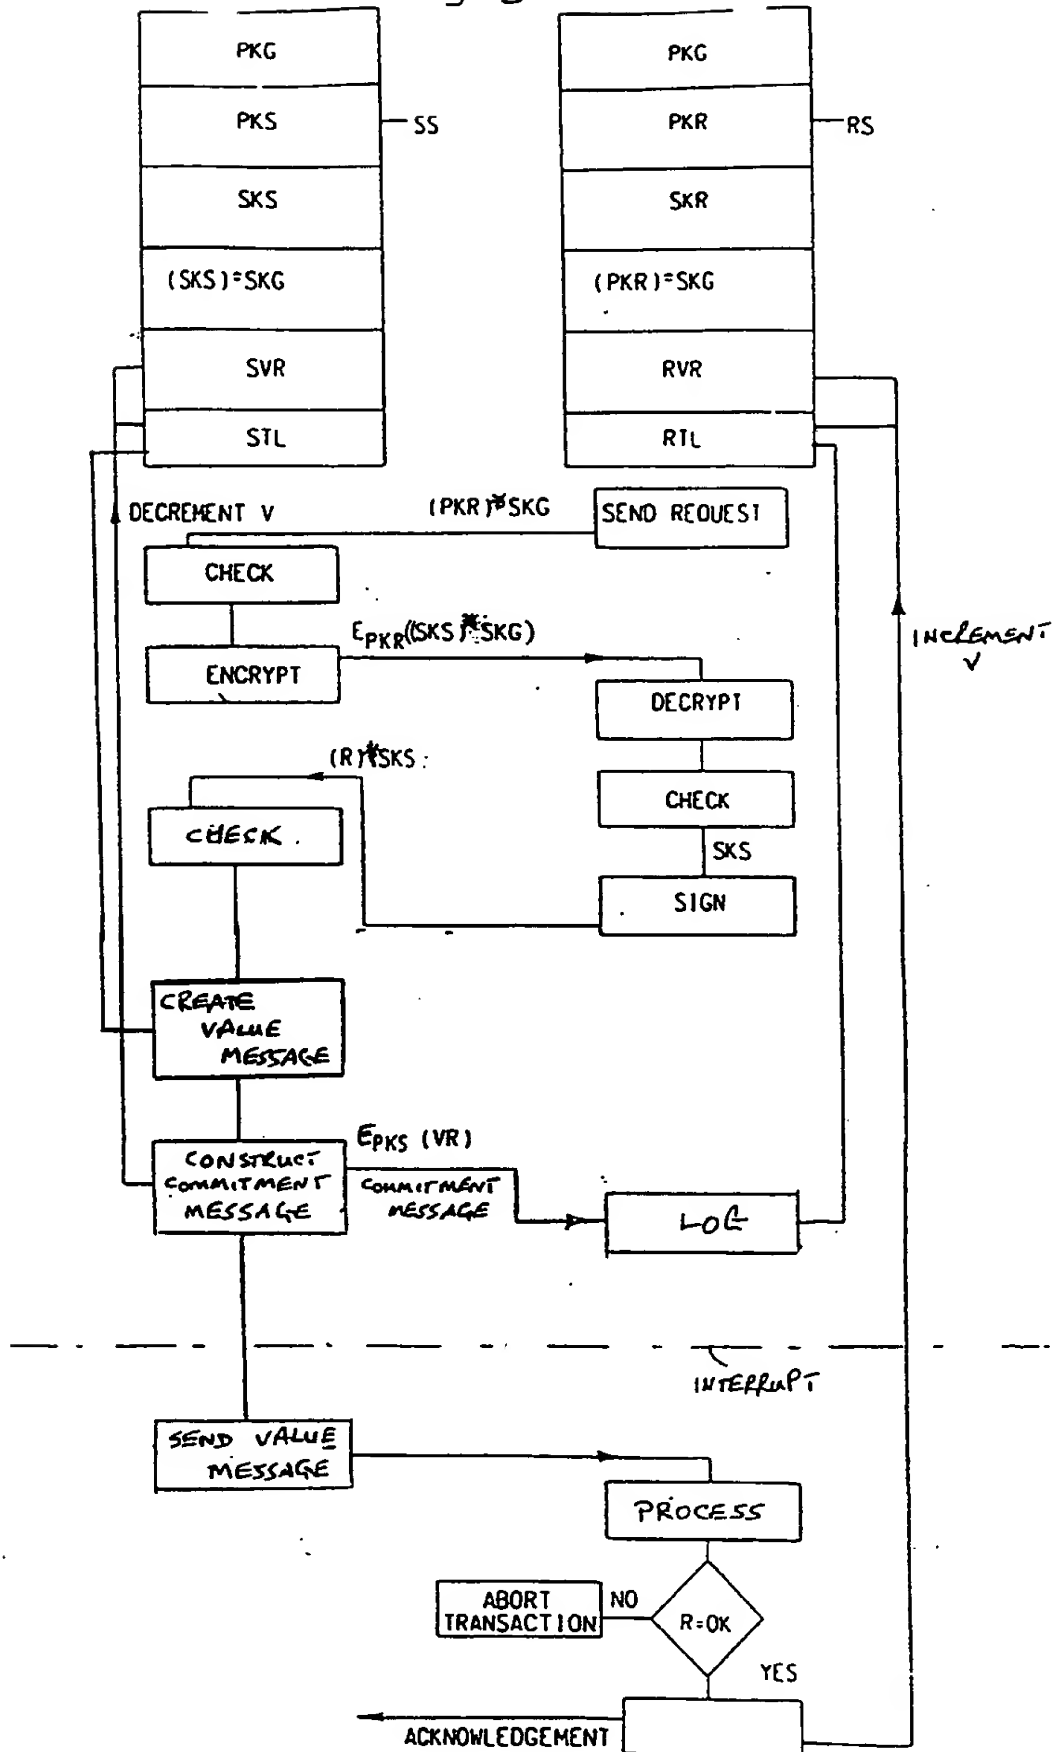 PKG
PKS
SS
SKS
(SKS)=SKG
SVR
STL
PKG
PKR
RS
SKR
(PKR)=SKG
RVR
RTL
DECREMENT V
(PKR)*SKG
SEND REQUEST
CHECK
E_PKR((SKS)*SKG)
INCREMENT
V
ENCRYPT
DECRYPT
(R)*SKS
CHECK
CHECK
SKS
SIGN
CREATE
VALUE
MESSAGE
E_PKS (VR)
CONSTRUCT
COMMITMENT
MESSAGE
COMMITMENT
MESSAGE
LOG
INTERRUPT
SEND VALUE
MESSAGE
PROCESS
ABORT
TRANSACTION
NO
R=OK
YES
ACKNOWLEDGEMENT